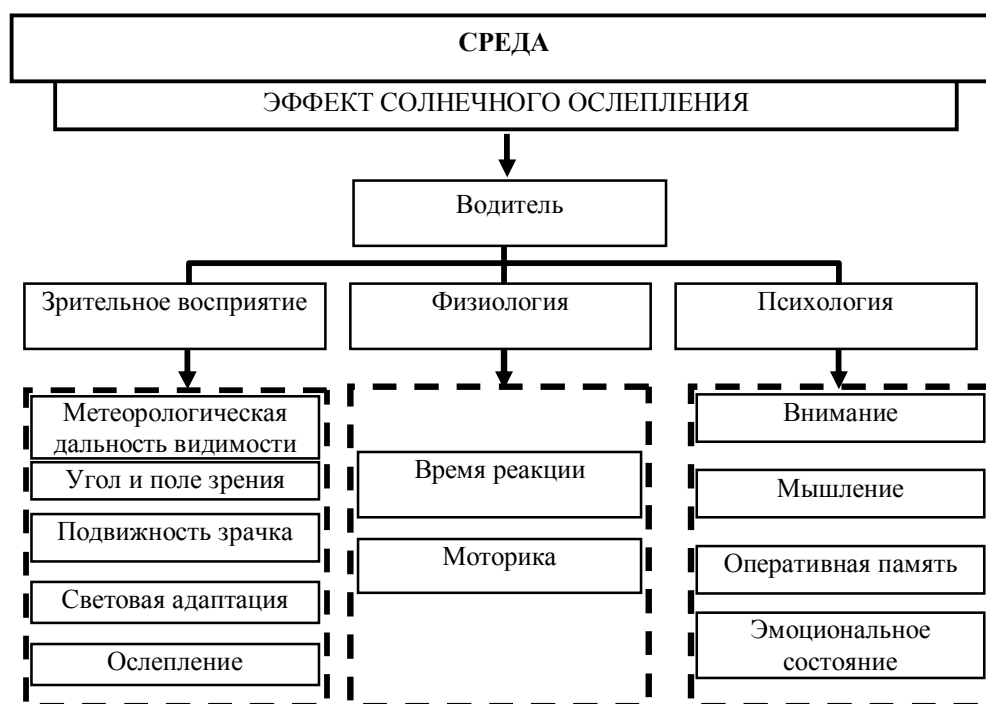 СРЕДА
ЭФФЕКТ СОЛНЕЧНОГО ОСЛЕПЛЕНИЯ
Водитель
Зрительное восприятие
Физиология
Психология
Метеорологическая
дальность видимости
Угол и поле зрения
Подвижность зрачка
Световая адаптация
Ослепление
Время реакции
Моторика
Внимание
Мышление
Оперативная память
Эмоциональное
состояние